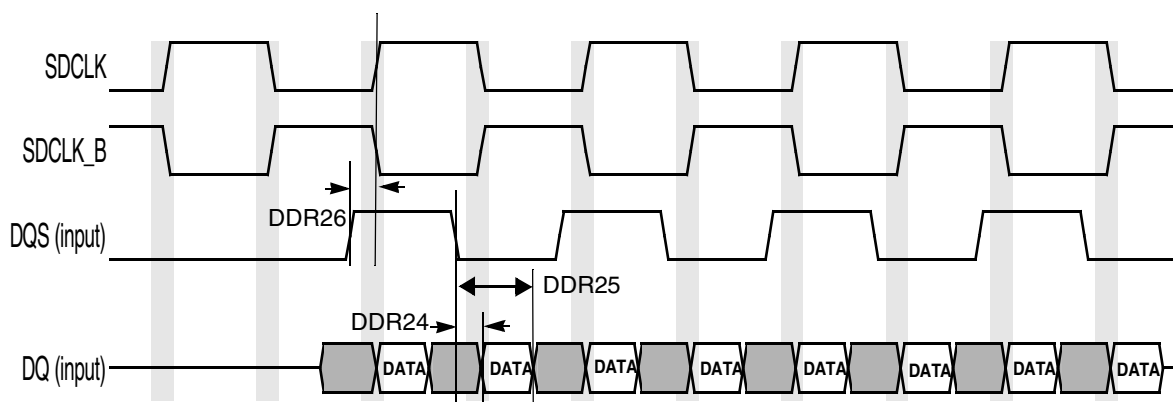 SDCLK
SDCLK_B
DDR26
DQS (input)
DDR25
DDR24
DQ (input)
DATA DATA DATA DATA DATA DATA DATA DATA